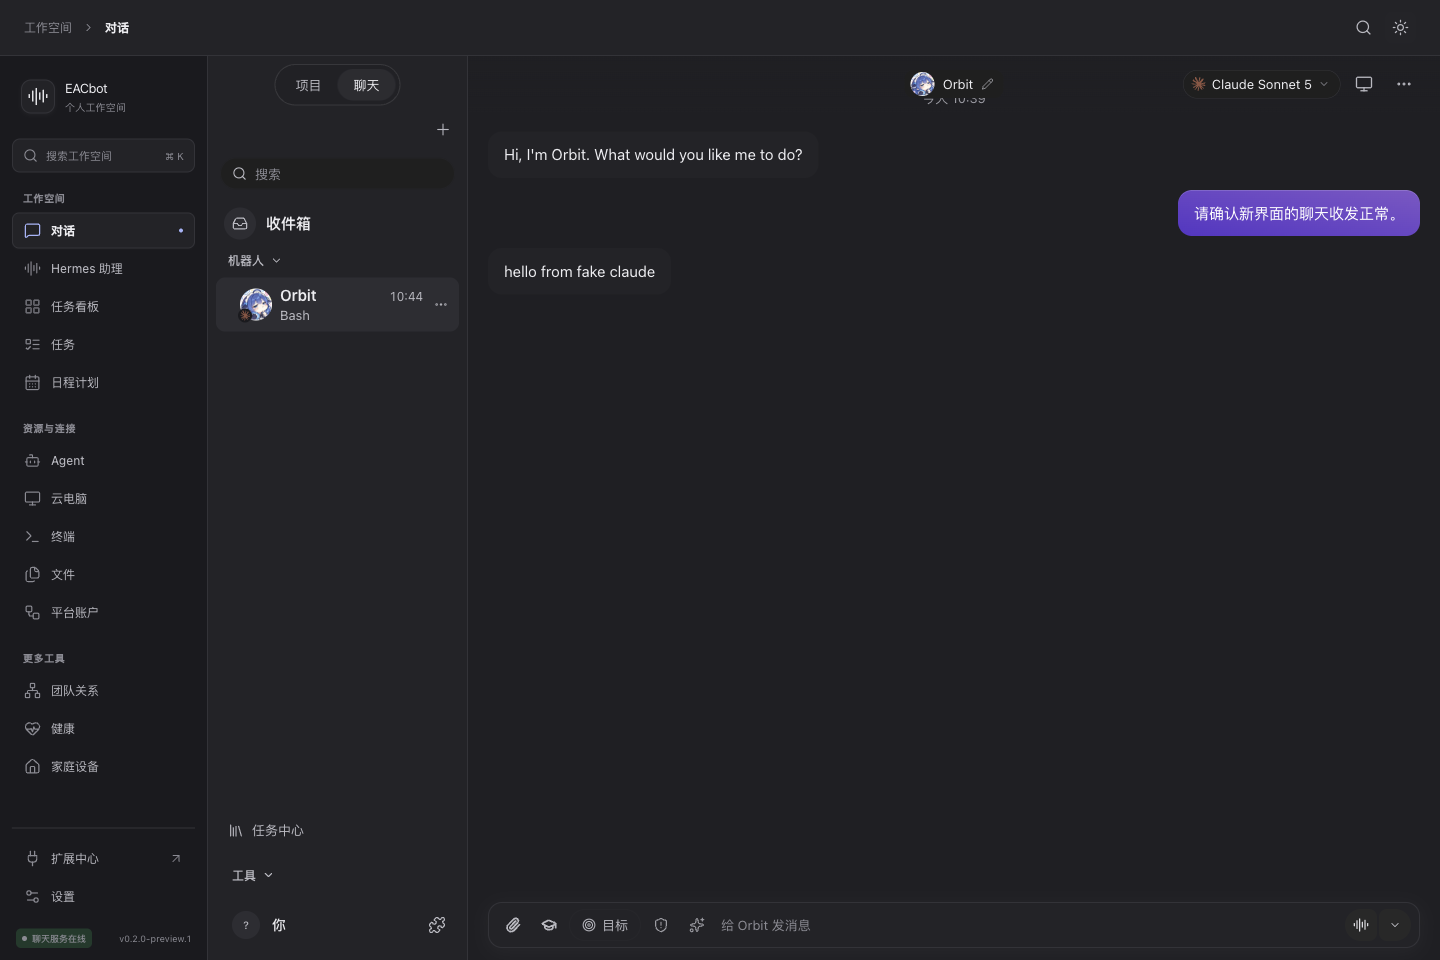 工作空间 > 对话
EACbot
个人工作空间
搜索工作空间 ⌘ K
工作空间
对话
Hermes 助理
任务看板
任务
日程计划
资源与连接
Agent
云电脑
终端
文件
平台账户
更多工具
团队关系
健康
家庭设备
扩展中心
设置
聊天服务在线 v0.2.0-preview.1
项目 聊天
搜索
收件箱
机器人
Orbit 10:44
Bash
任务中心
工具
? 你
Orbit
Claude Sonnet 5
今天 10:39
Hi, I'm Orbit. What would you like me to do?
请确认新界面的聊天收发正常。
hello from fake claude
目标 给 Orbit 发消息